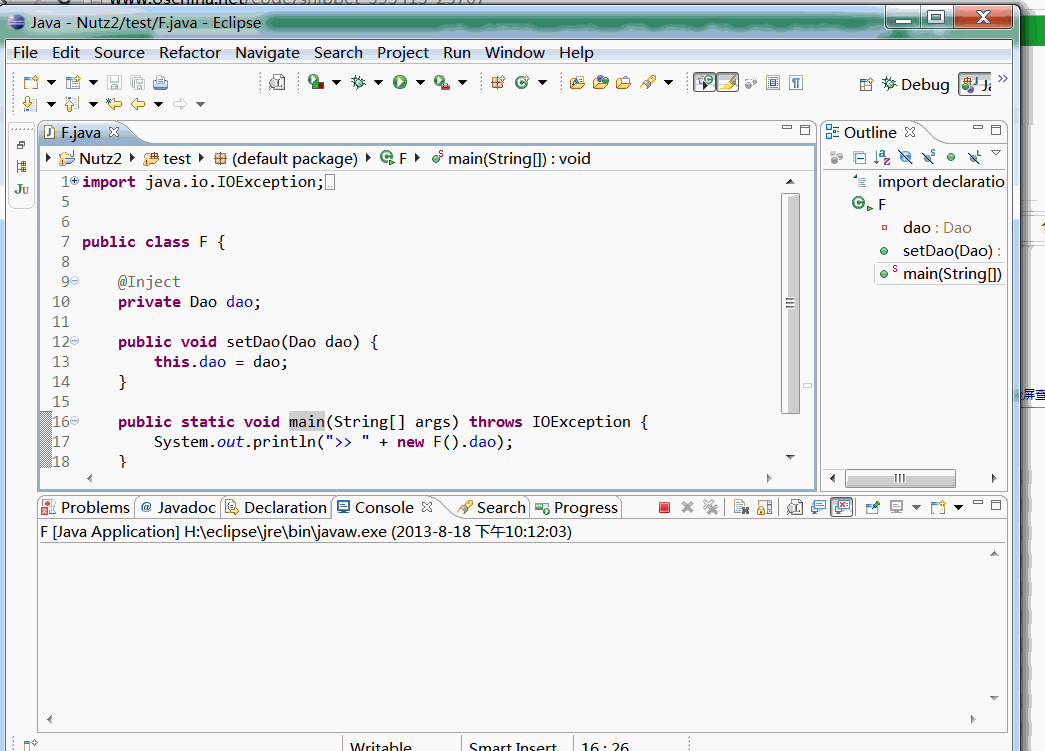 Java - Nutz2/test/F.java - Eclipse
File Edit Source Refactor Navigate Search Project Run Window Help
Debug
F.java
Outline
Nutz2 test (default package) F main(String[]) : void
1 import java.io.IOException;
5
6
7 public class F {
8
9 @Inject
10 private Dao dao;
11
12 public void setDao(Dao dao) {
13 this.dao = dao;
14 }
15
16 public static void main(String[] args) throws IOException {
17 System.out.println(">> " + new F().dao);
18 }
import declaratio
F
dao : Dao
setDao(Dao) :
main(String[])
Problems @ Javadoc Declaration Console Search Progress
F [Java Application] H:\eclipse\jre\bin\javaw.exe (2013-8-18 下午10:12:03)
Writable Smart Insert 16 : 26